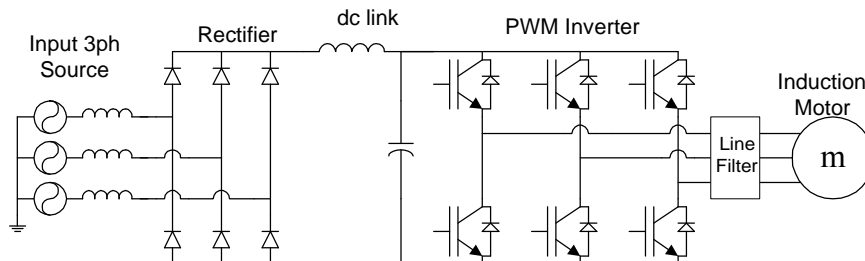 Input 3ph
Source
Rectifier
dc link
PWM Inverter
Induction
Motor
Line
Filter
m